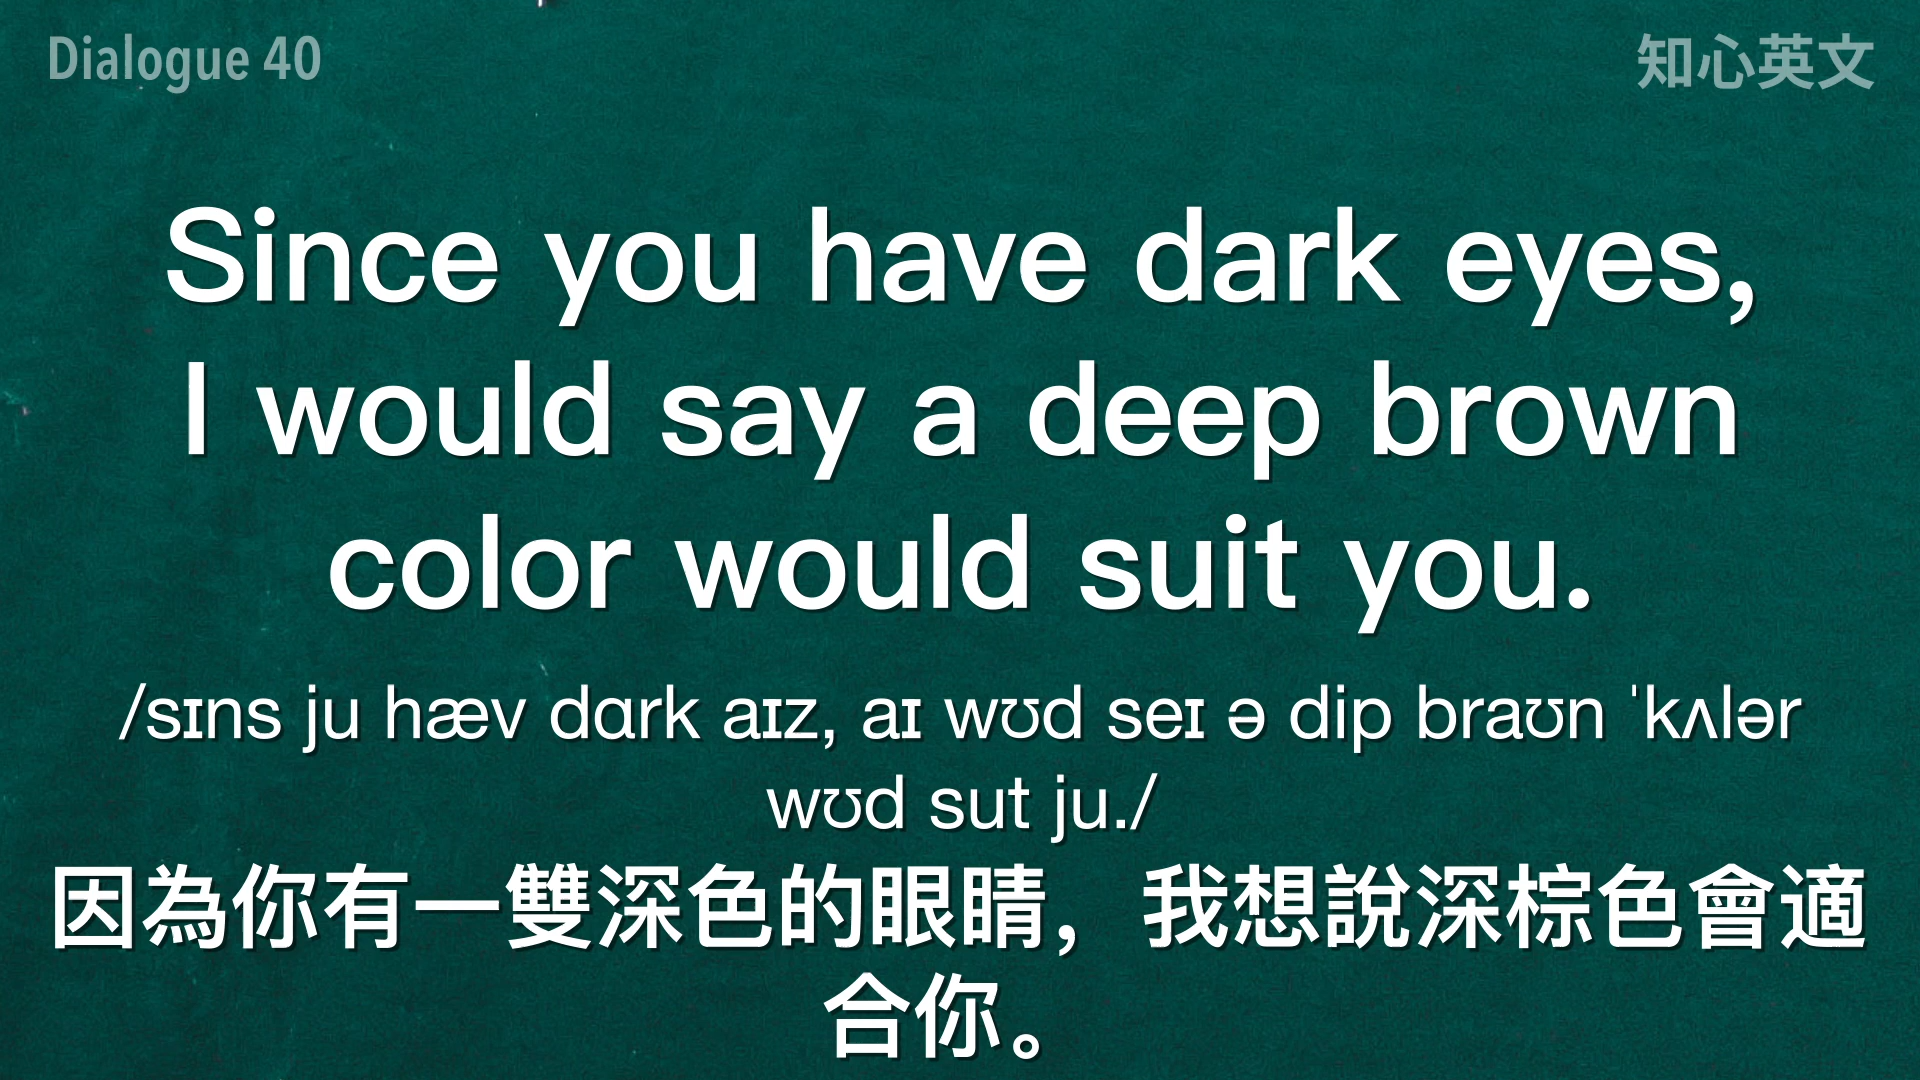 Dialogue 40
知心英文
Since you have dark eyes,
I would say a deep brown
color would suit you.
/sɪns ju hæv dɑrk aɪz, aɪ wʊd seɪ ə dip braʊn ˈkʌlər
wʊd sut ju./
因為你有一雙深色的眼睛，我想說深棕色會適
合你。